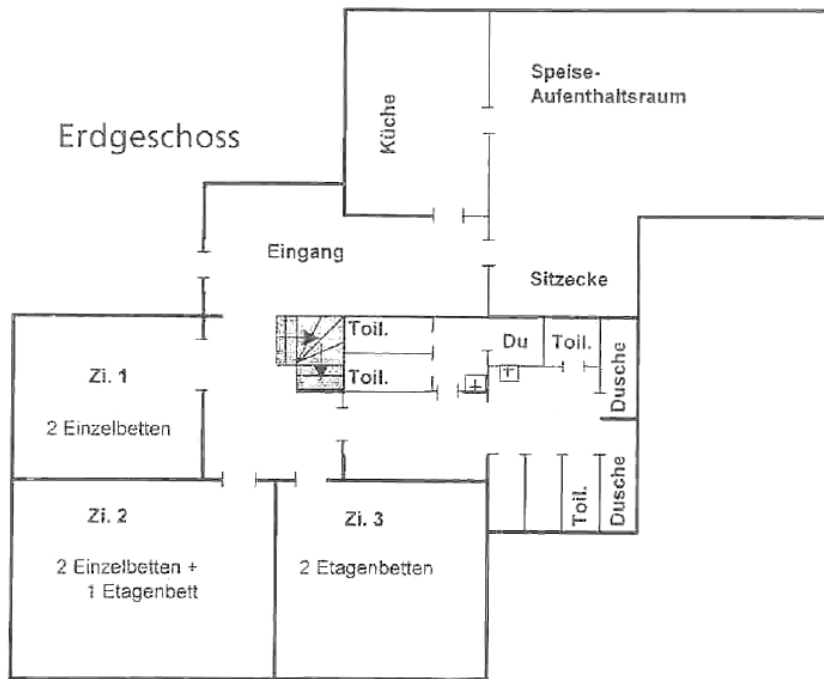 Speise-
Aufenthaltsraum
Küche
Erdgeschoss
Eingang
Sitzecke
Toil.
Du
Toil.
Dusche
Toil.
Zi. 1
2 Einzelbetten
Toil.
Dusche
Zi. 2
Zi. 3
2 Einzelbetten +
1 Etagenbett
2 Etagenbetten